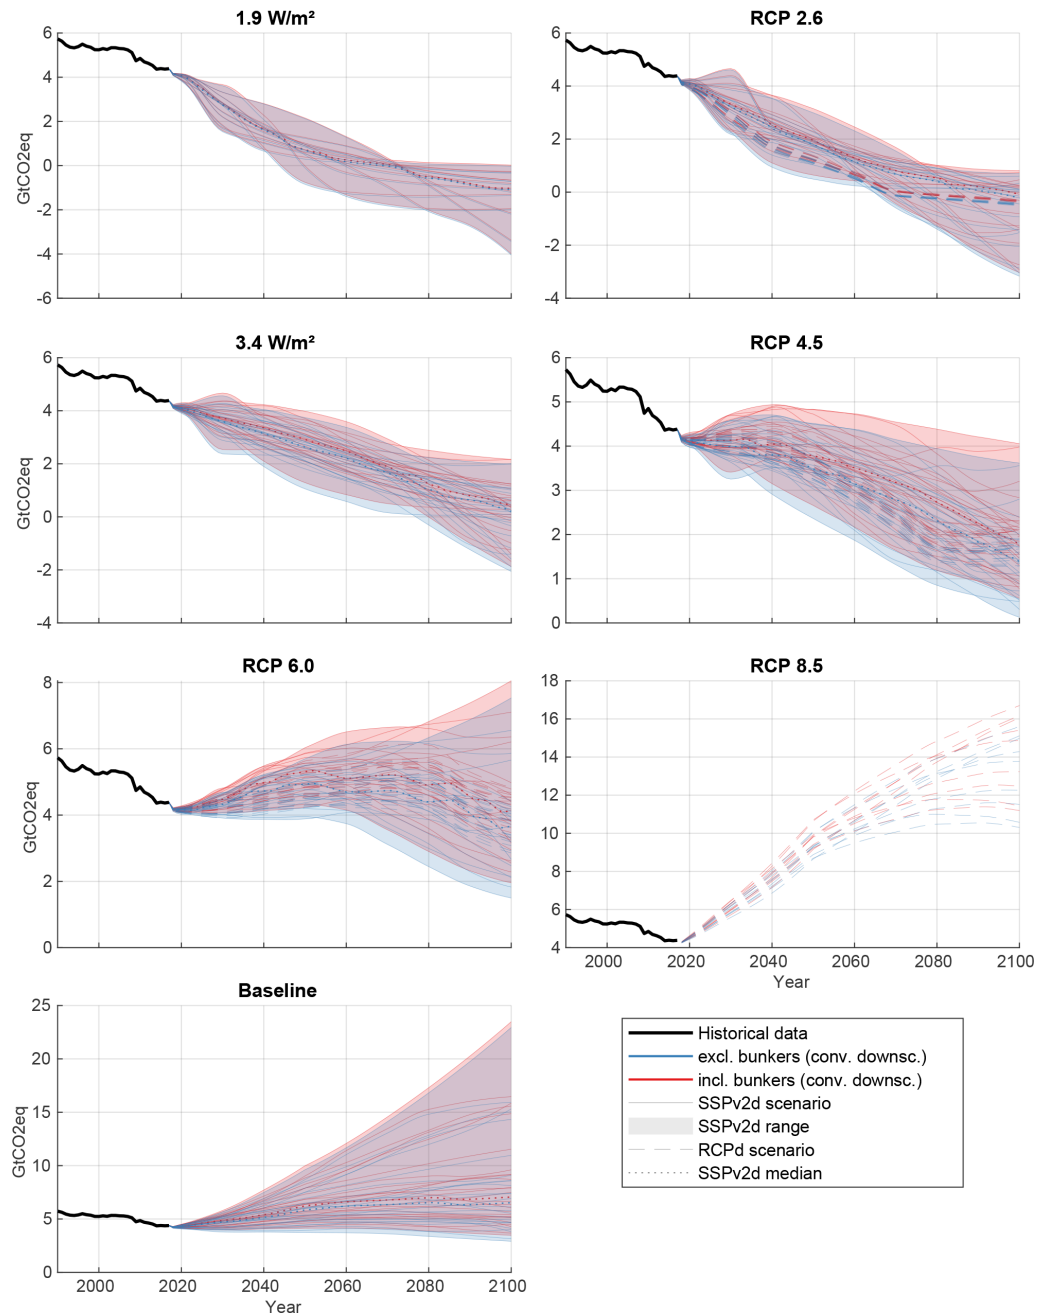 1.9 W/m²
RCP 2.6
6
4
2
0
-2
-4
-6
GtCO2eq
6
4
2
0
-2
-4
3.4 W/m²
RCP 4.5
6
4
2
0
-2
-4
GtCO2eq
6
5
4
3
2
1
0
RCP 6.0
RCP 8.5
8
6
4
2
0
GtCO2eq
18
16
14
12
10
8
6
4
2000 2020 2040 2060 2080 2100
Year
Baseline
25
20
15
10
5
0
GtCO2eq
2000 2020 2040 2060 2080 2100
Year
Historical data
excl. bunkers (conv. downsc.)
incl. bunkers (conv. downsc.)
SSPv2d scenario
SSPv2d range
RCPd scenario
SSPv2d median